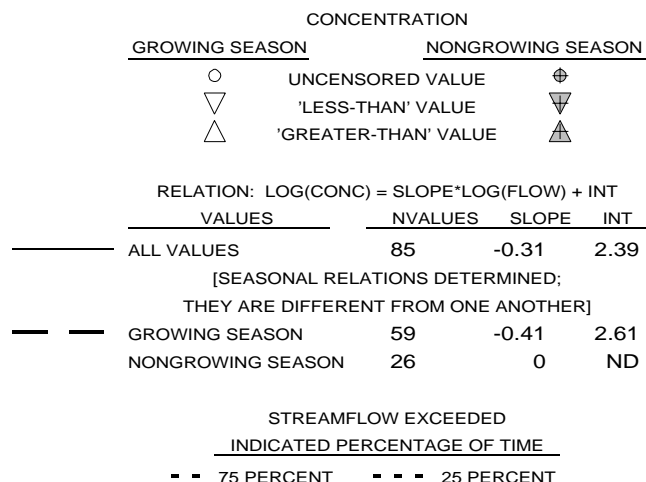 CONCENTRATION
GROWING SEASON NONGROWING SEASON
UNCENSORED VALUE
'LESS-THAN' VALUE
'GREATER-THAN' VALUE
RELATION: LOG(CONC) = SLOPE*LOG(FLOW) + INT
VALUES NVALUES SLOPE INT
ALL VALUES 85 -0.31 2.39
[SEASONAL RELATIONS DETERMINED;
THEY ARE DIFFERENT FROM ONE ANOTHER]
GROWING SEASON 59 -0.41 2.61
NONGROWING SEASON 26 0 ND
STREAMFLOW EXCEEDED
INDICATED PERCENTAGE OF TIME
75 PERCENT 25 PERCENT